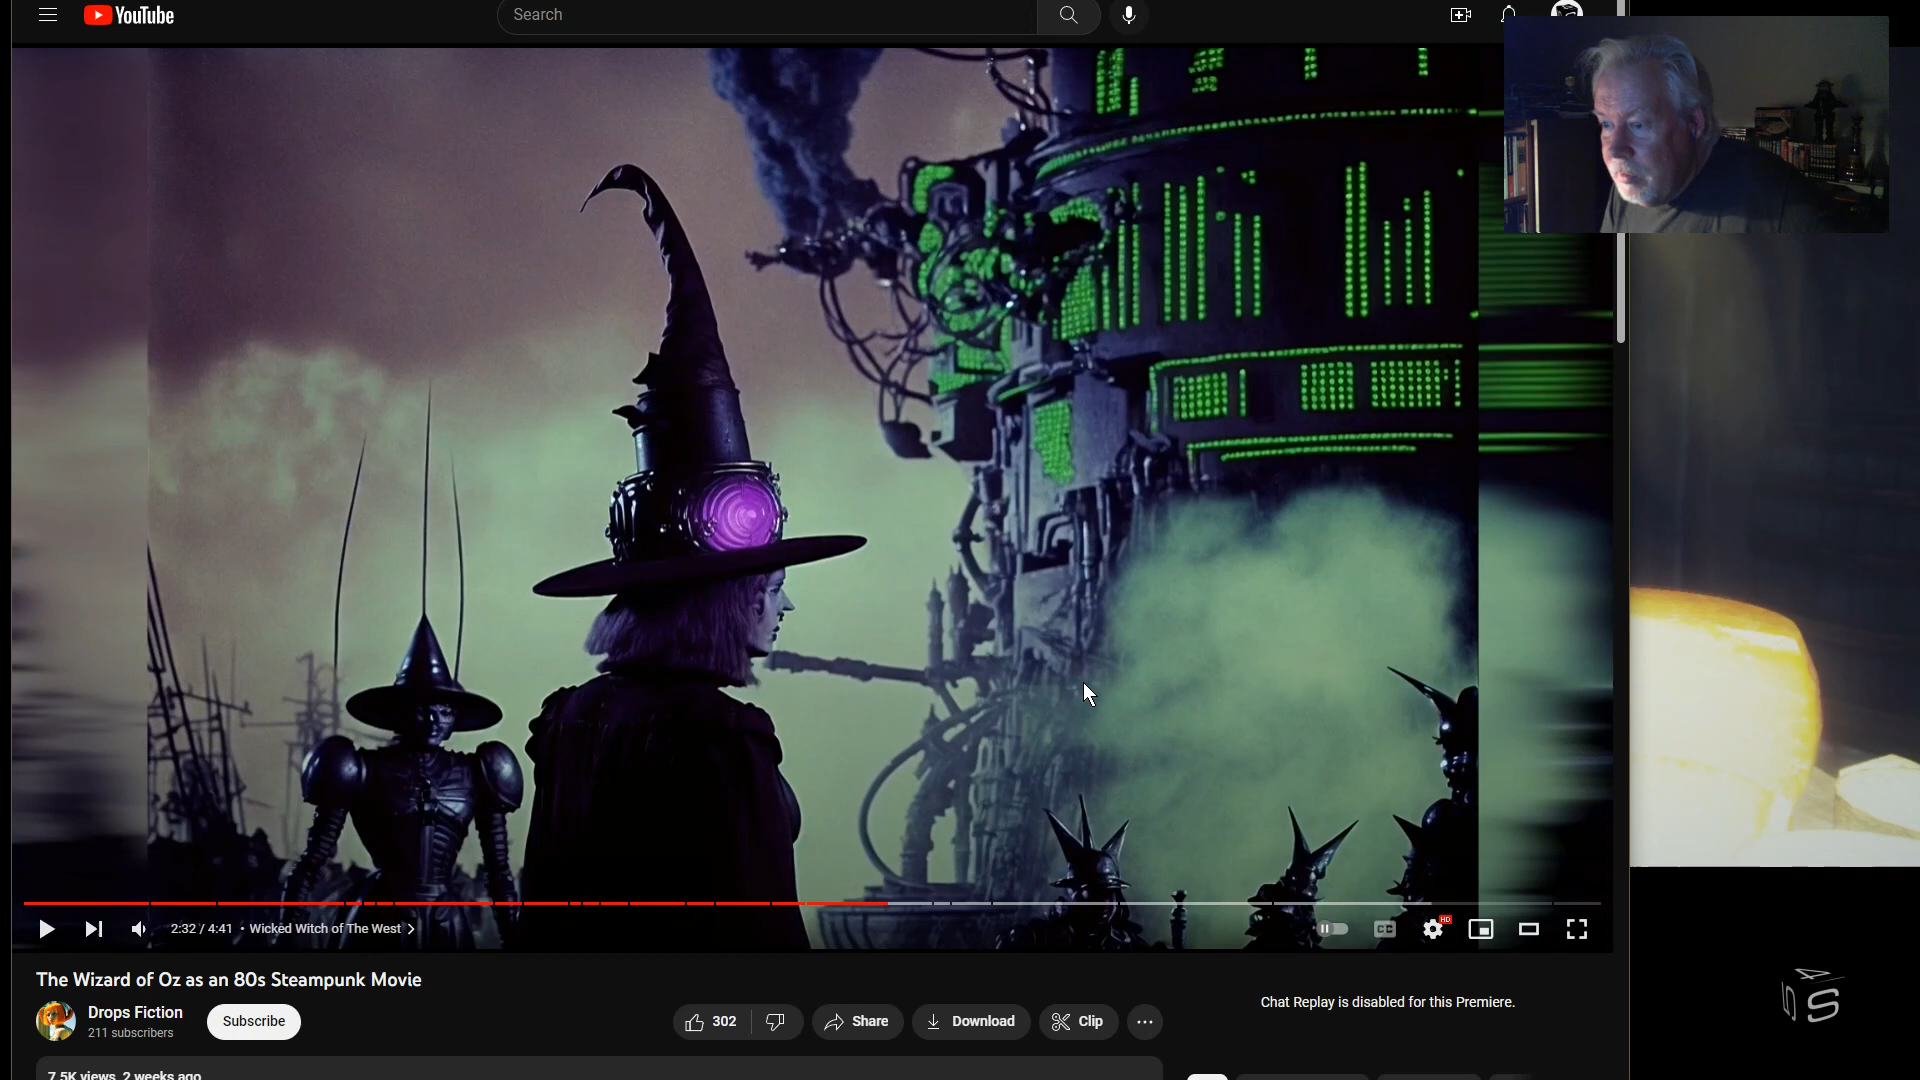 YouTube
Search
HD
CC
2:32 / 4:41 • Wicked Witch of The West
The Wizard of Oz as an 80s Steampunk Movie
Drops Fiction
211 subscribers
Subscribe
302
Share
Download
Clip
Chat Replay is disabled for this Premiere.
7.5K views 2 weeks ago